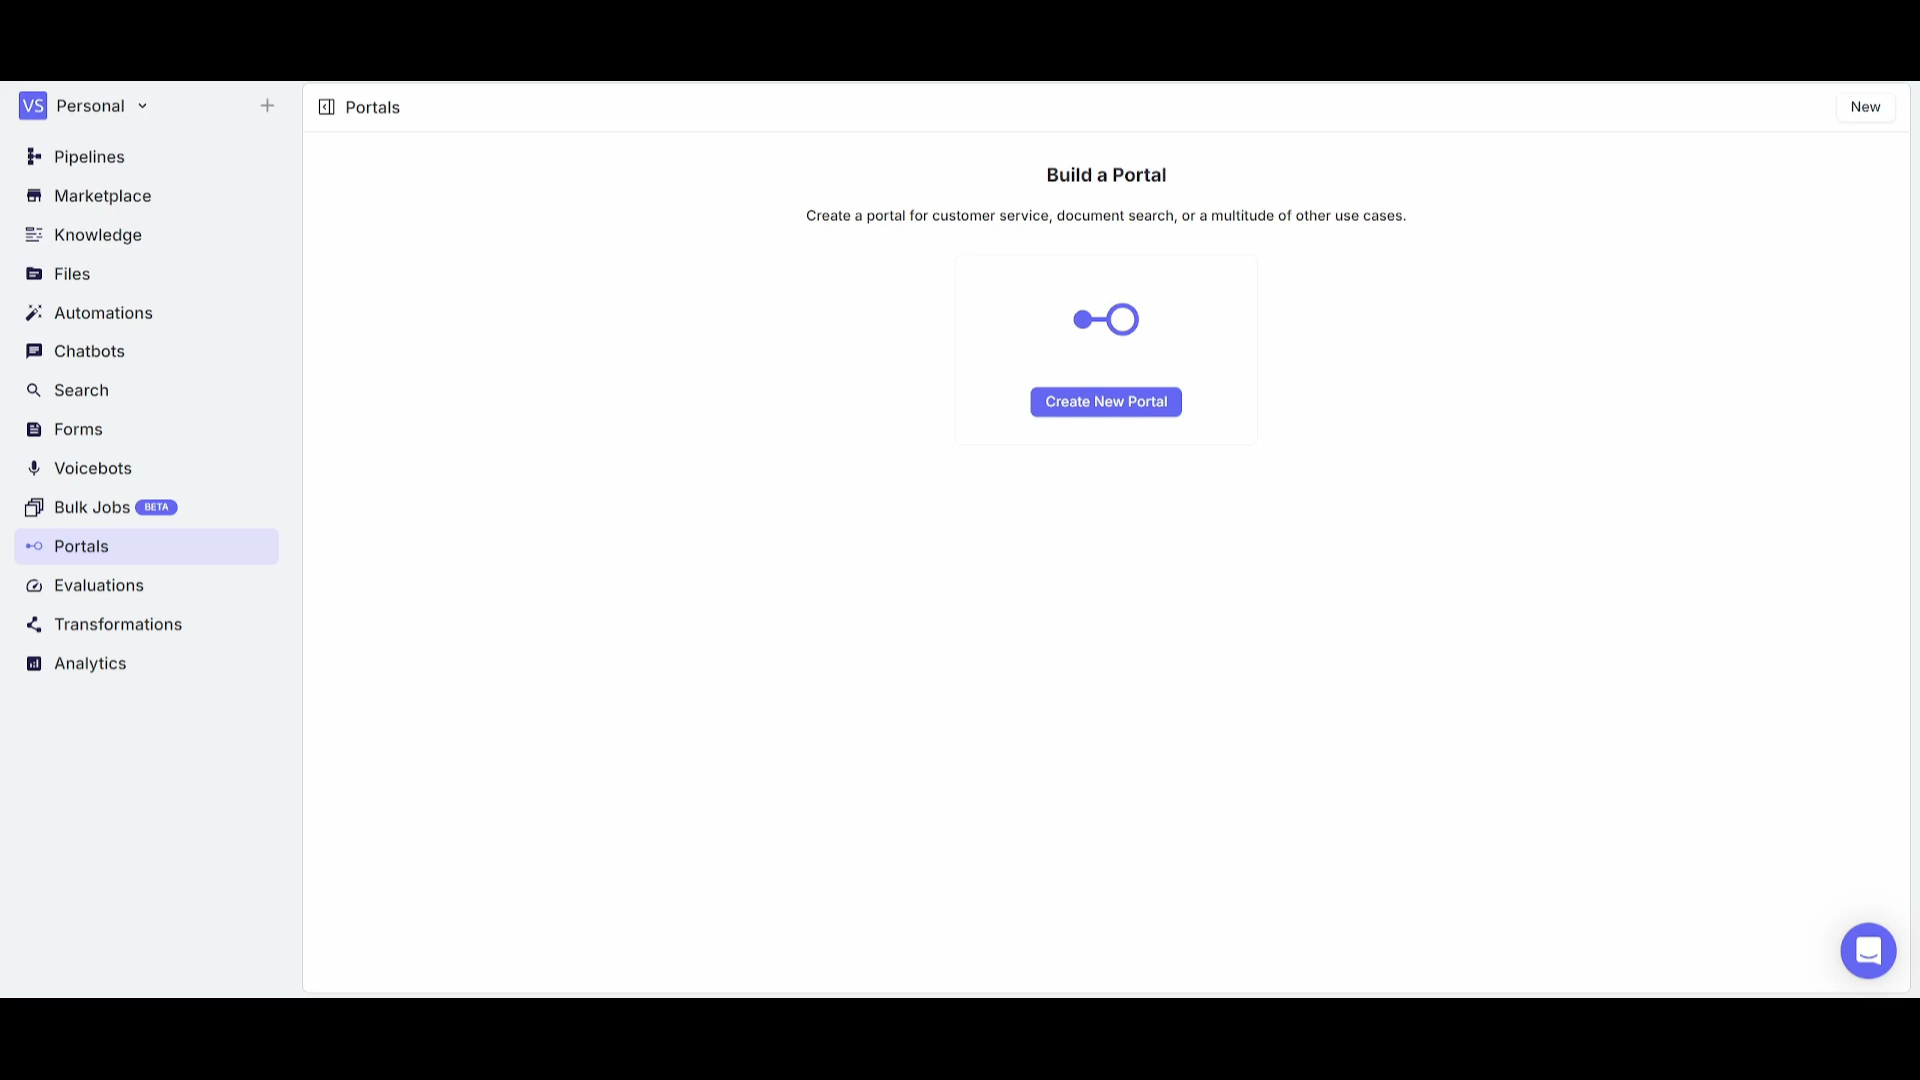 VS Personal
Pipelines
Marketplace
Knowledge
Files
Automations
Chatbots
Search
Forms
Voicebots
Bulk Jobs BETA
Portals
Evaluations
Transformations
Analytics
Portals
New
Build a Portal
Create a portal for customer service, document search, or a multitude of other use cases.
Create New Portal